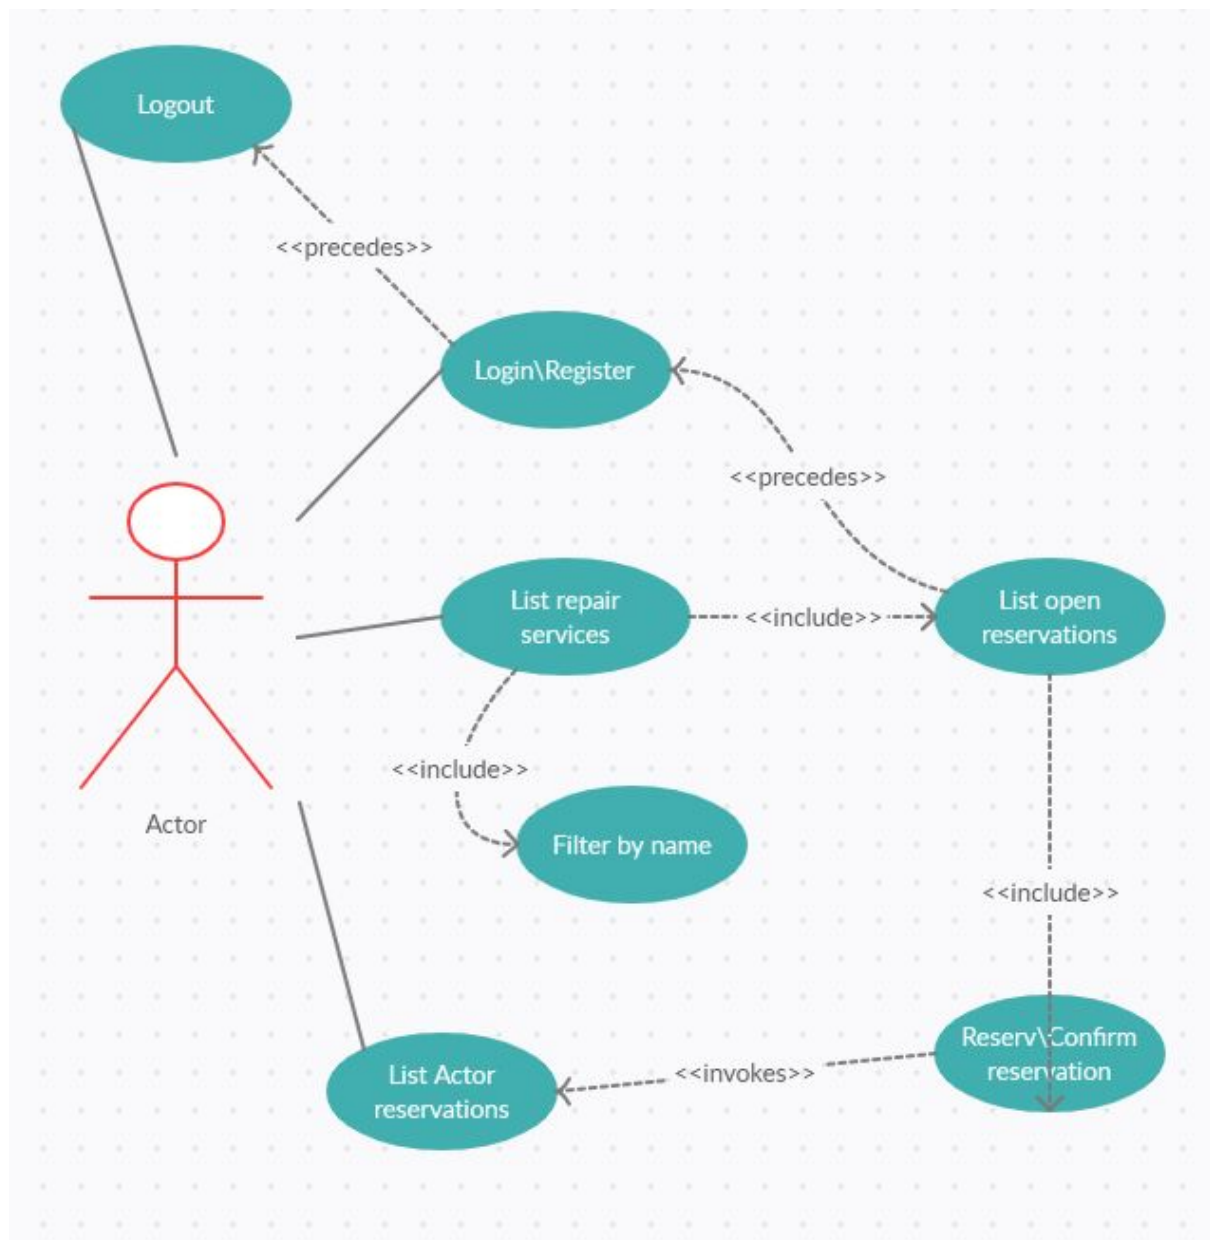 Logout
<<precedes>>
Login\Register
<<precedes>>
List repair
services
<<include>>
List open
reservations
<<include>>
Filter by name
Actor
<<include>>
Reserv\Confirm
reservation
<<invokes>>
List Actor
reservations